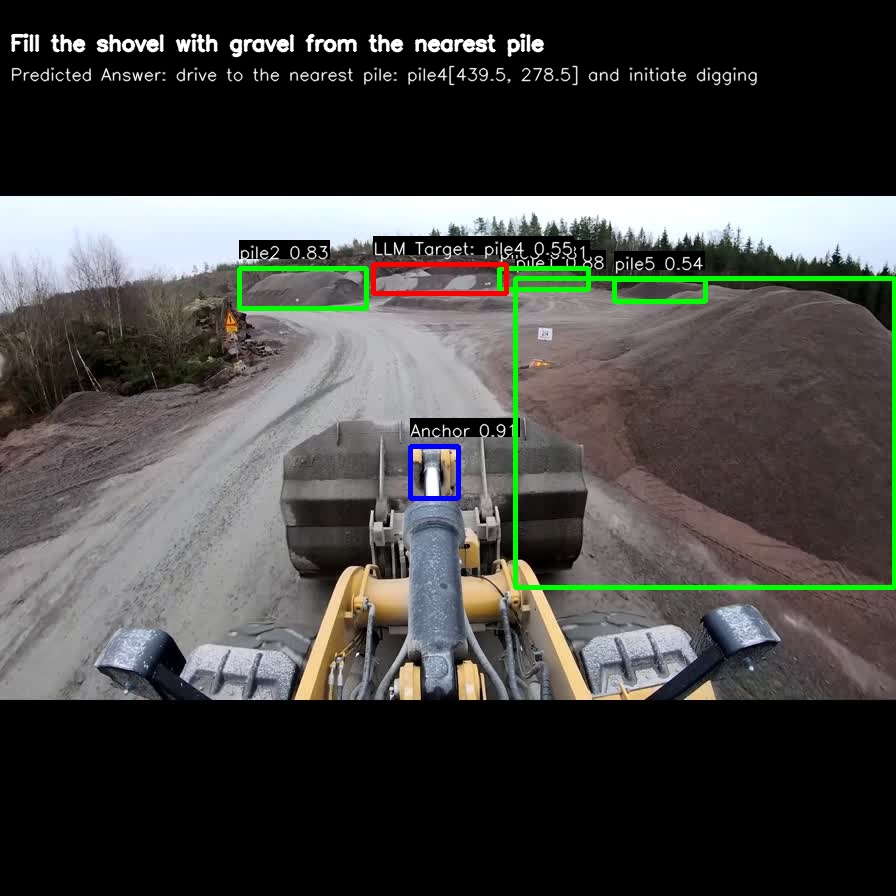 Fill the shovel with gravel from the nearest pile
Predicted Answer: drive to the nearest pile: pile4[439.5, 278.5] and initiate digging
pile2 0.83
LLM Target: pile4 0.55
pile5 0.54
Anchor 0.91
24